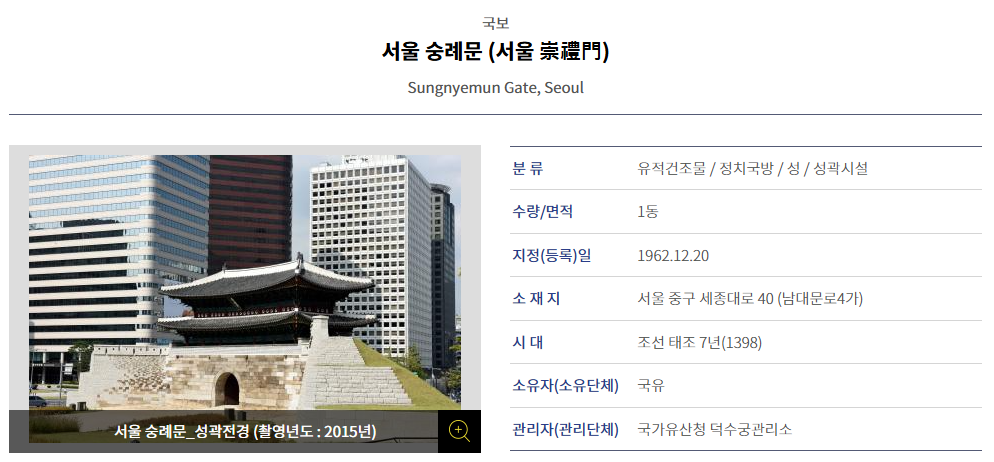 국보
서울 숭례문 (서울 崇禮門)
Sungnyemun Gate, Seoul
서울 숭례문_성곽전경 (촬영년도 : 2015년)
분 류 유적건조물 / 정치국방 / 성 / 성곽시설
수량/면적 1동
지정(등록)일 1962.12.20
소 재 지 서울 중구 세종대로 40 (남대문로4가)
시 대 조선 태조 7년(1398)
소유자(소유단체) 국유
관리자(관리단체) 국가유산청 덕수궁관리소